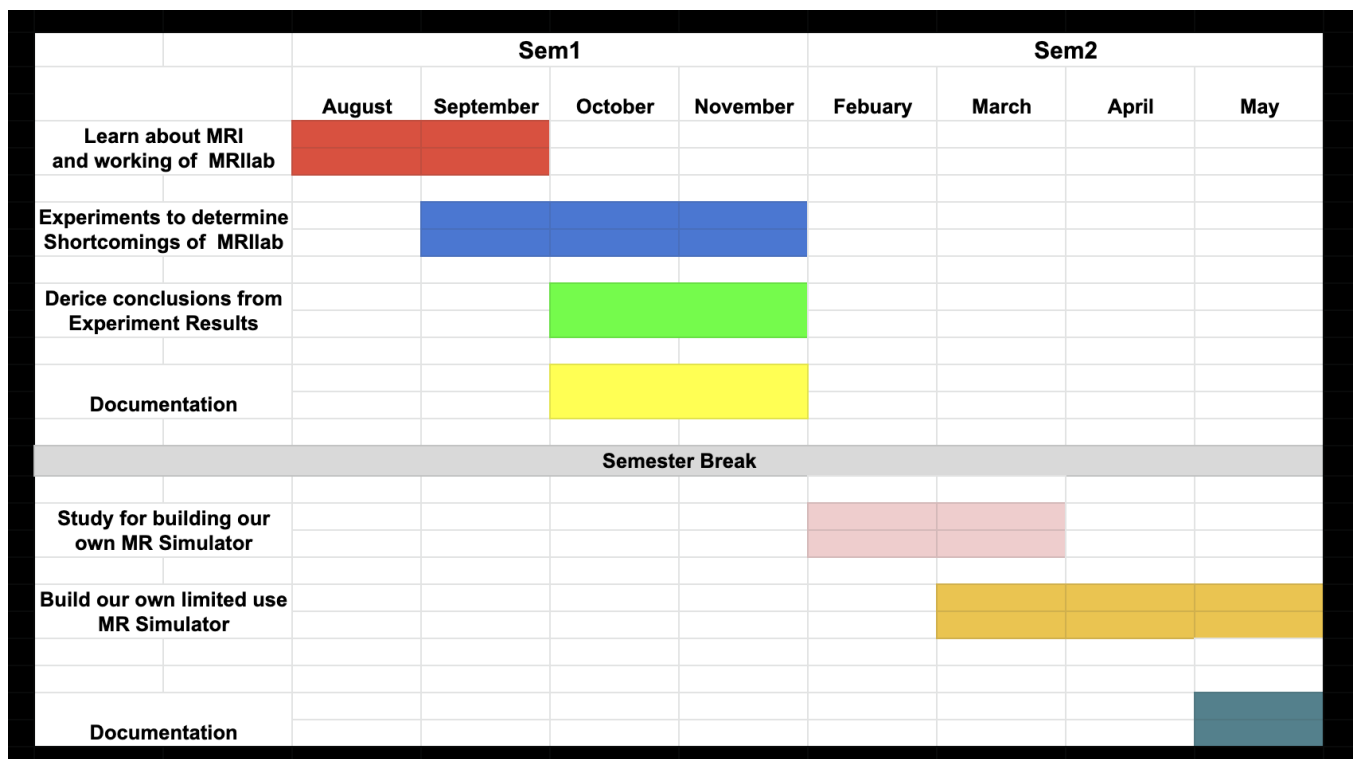 Sem1 Sem2
August September October November Febuary March April May
Learn about MRI
and working of MRIlab
Experiments to determine
Shortcomings of MRIlab
Derice conclusions from
Experiment Results
Documentation
Semester Break
Study for building our
own MR Simulator
Build our own limited use
MR Simulator
Documentation